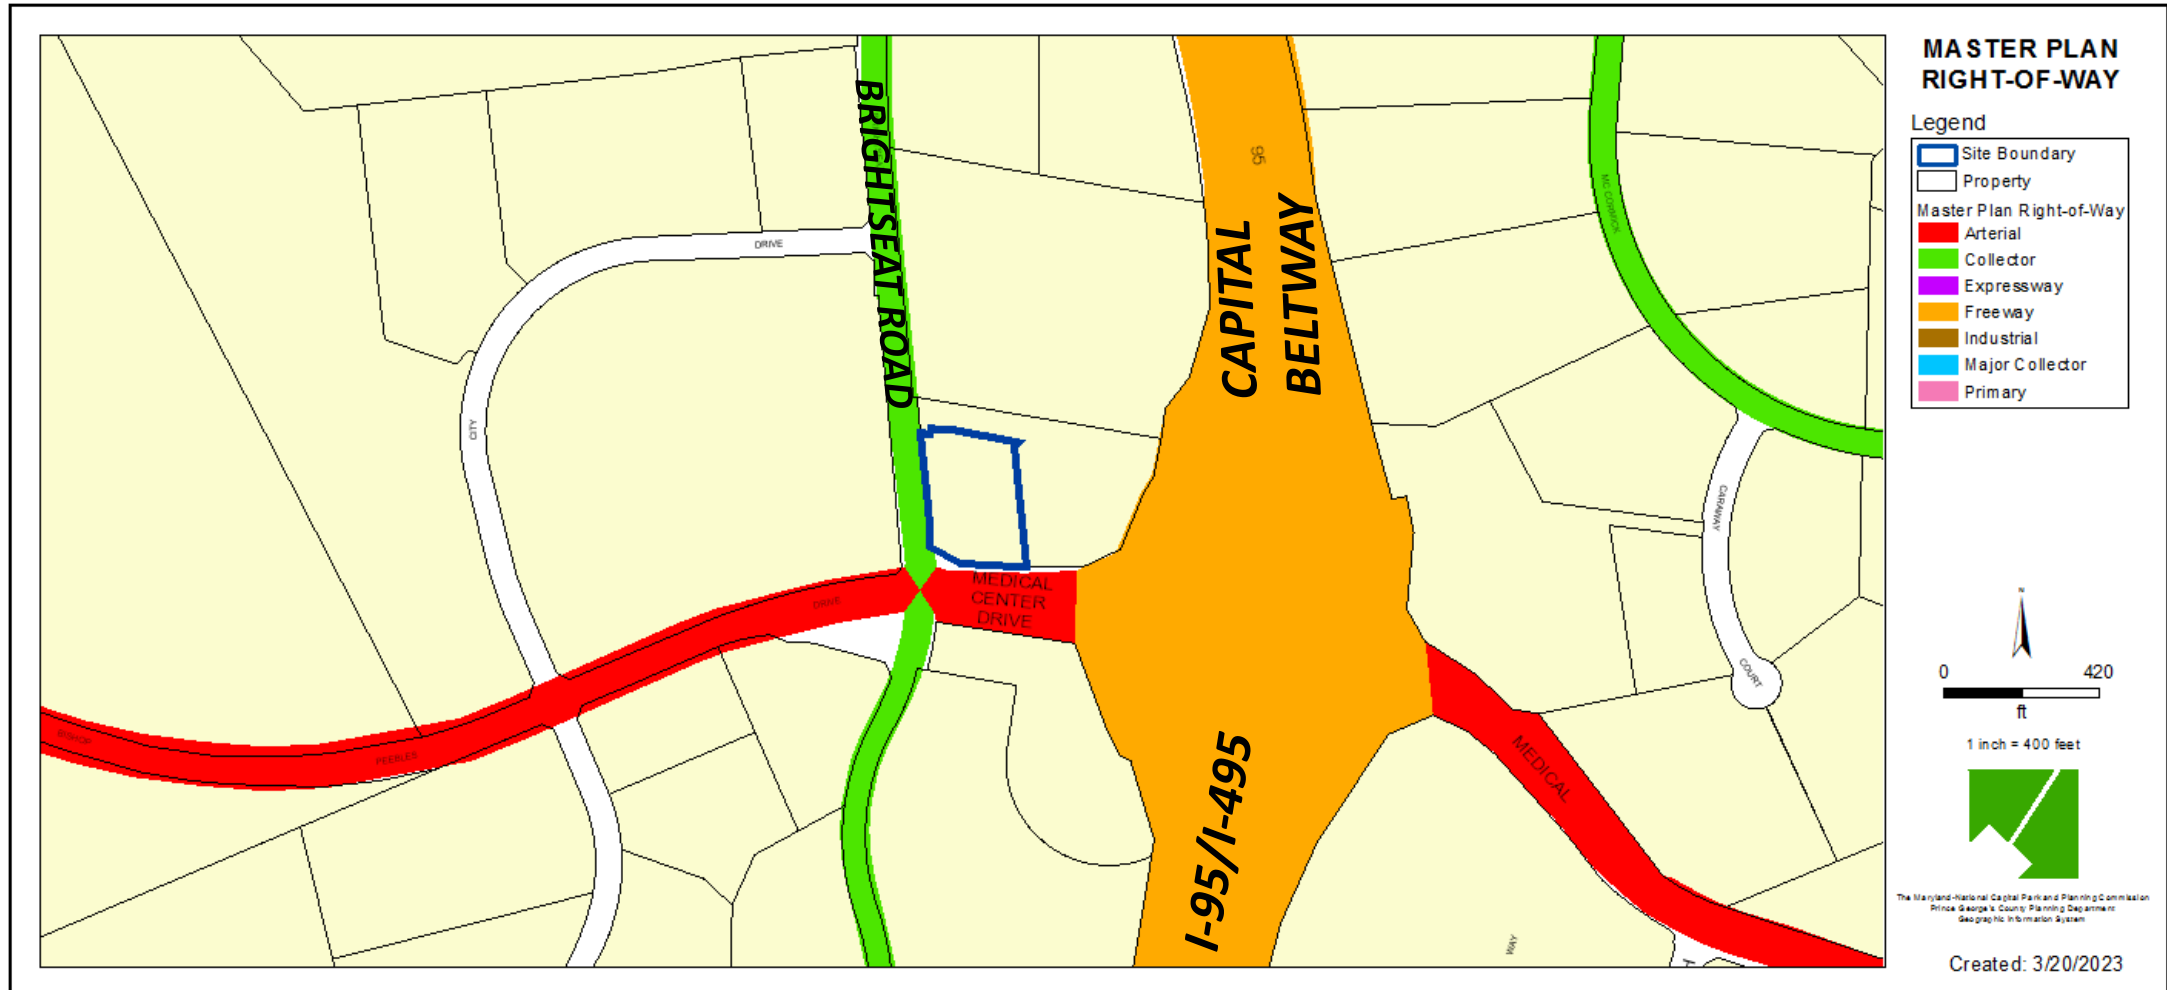 MASTER PLAN
RIGHT-OF-WAY
Legend
Site Boundary
Property
Master Plan Right-of-Way
Arterial
Collector
Expressway
Freeway
Industrial
Major Collector
Primary
BRIGHTSEAT ROAD
95
CAPITAL
BELTWAY
MC CORMICK
DRIVE
CITY
CARAWAY
COURT
MEDICAL
CENTER
DRIVE
DRIVE
BISHOP
PEEBLES
MEDICAL
I-95/I-495
WAY
N
0 420
ft
1 inch = 400 feet
The Maryland-National Capital Park and Planning Commission
Prince George's County Planning Department
Geographic Information System
Created: 3/20/2023